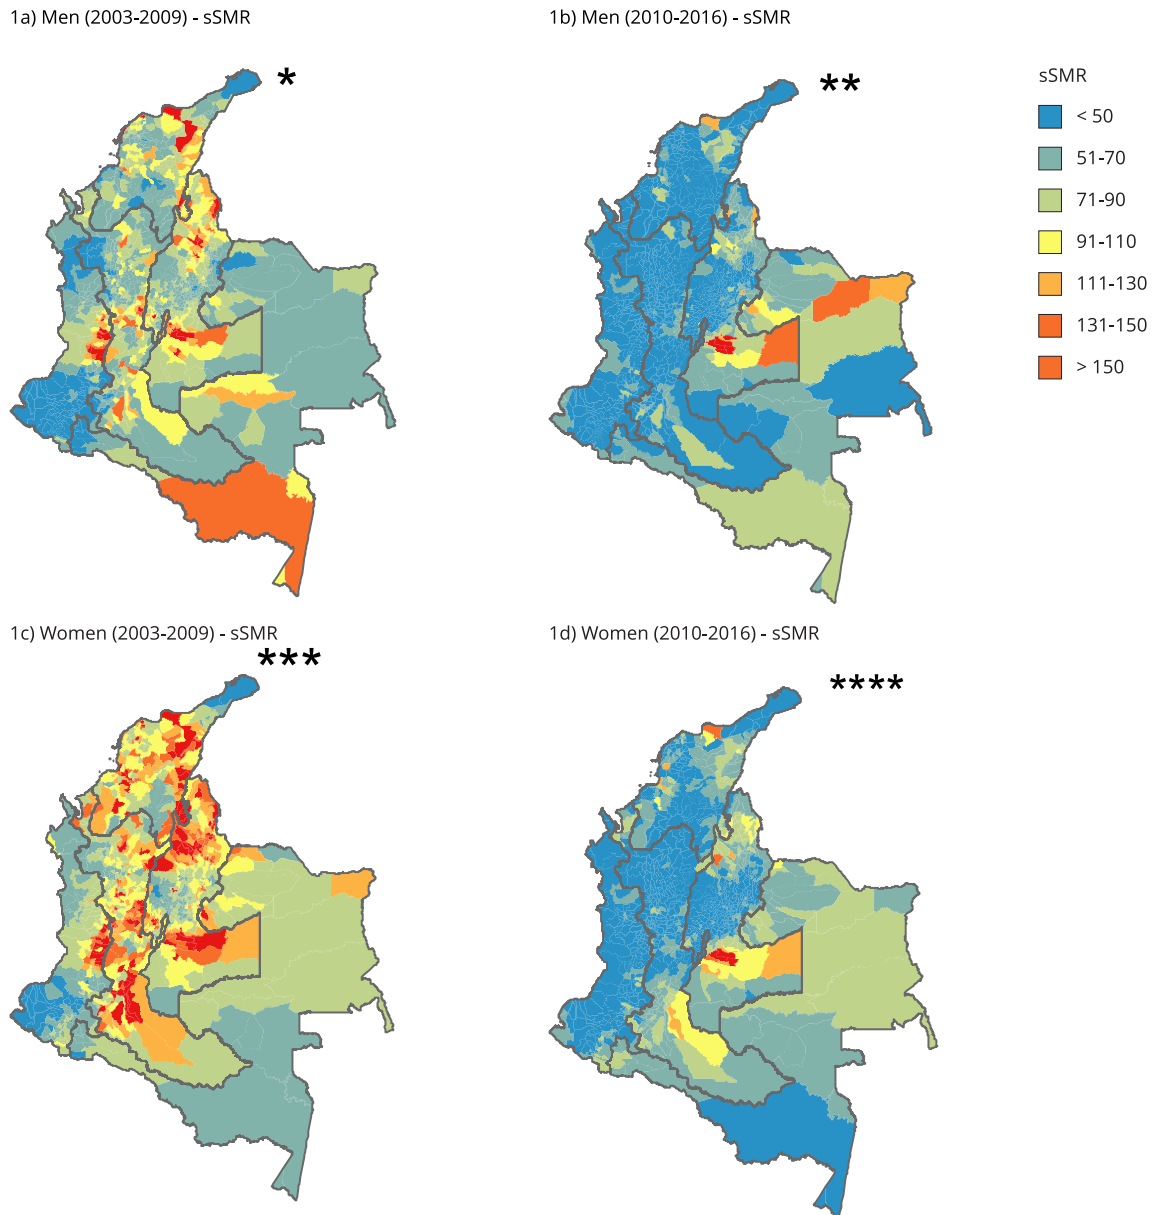 1a) Men (2003-2009) - sSMR
1b) Men (2010-2016) - sSMR
*
**
sSMR
< 50
51-70
71-90
91-110
111-130
131-150
> 150
1c) Women (2003-2009) - sSMR
1d) Women (2010-2016) - sSMR
***
****